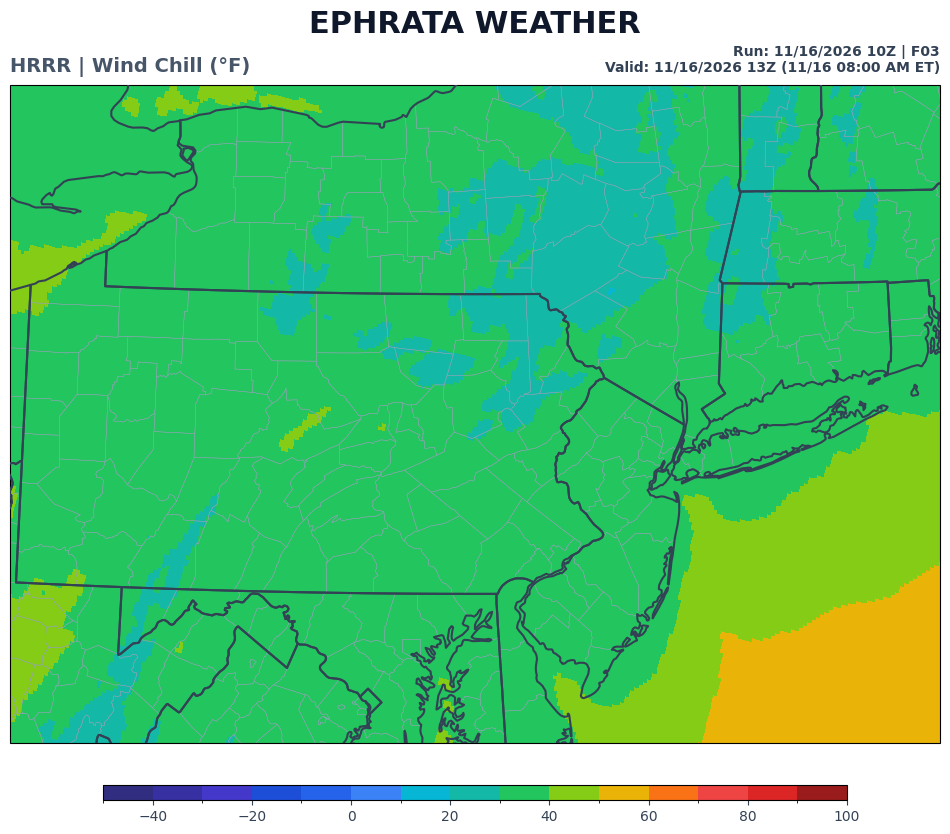 EPHRATA WEATHER
HRRR | Wind Chill (°F)
Run: 11/16/2026 10Z | F03
Valid: 11/16/2026 13Z (11/16 08:00 AM ET)
−40 −20 0 20 40 60 80 100